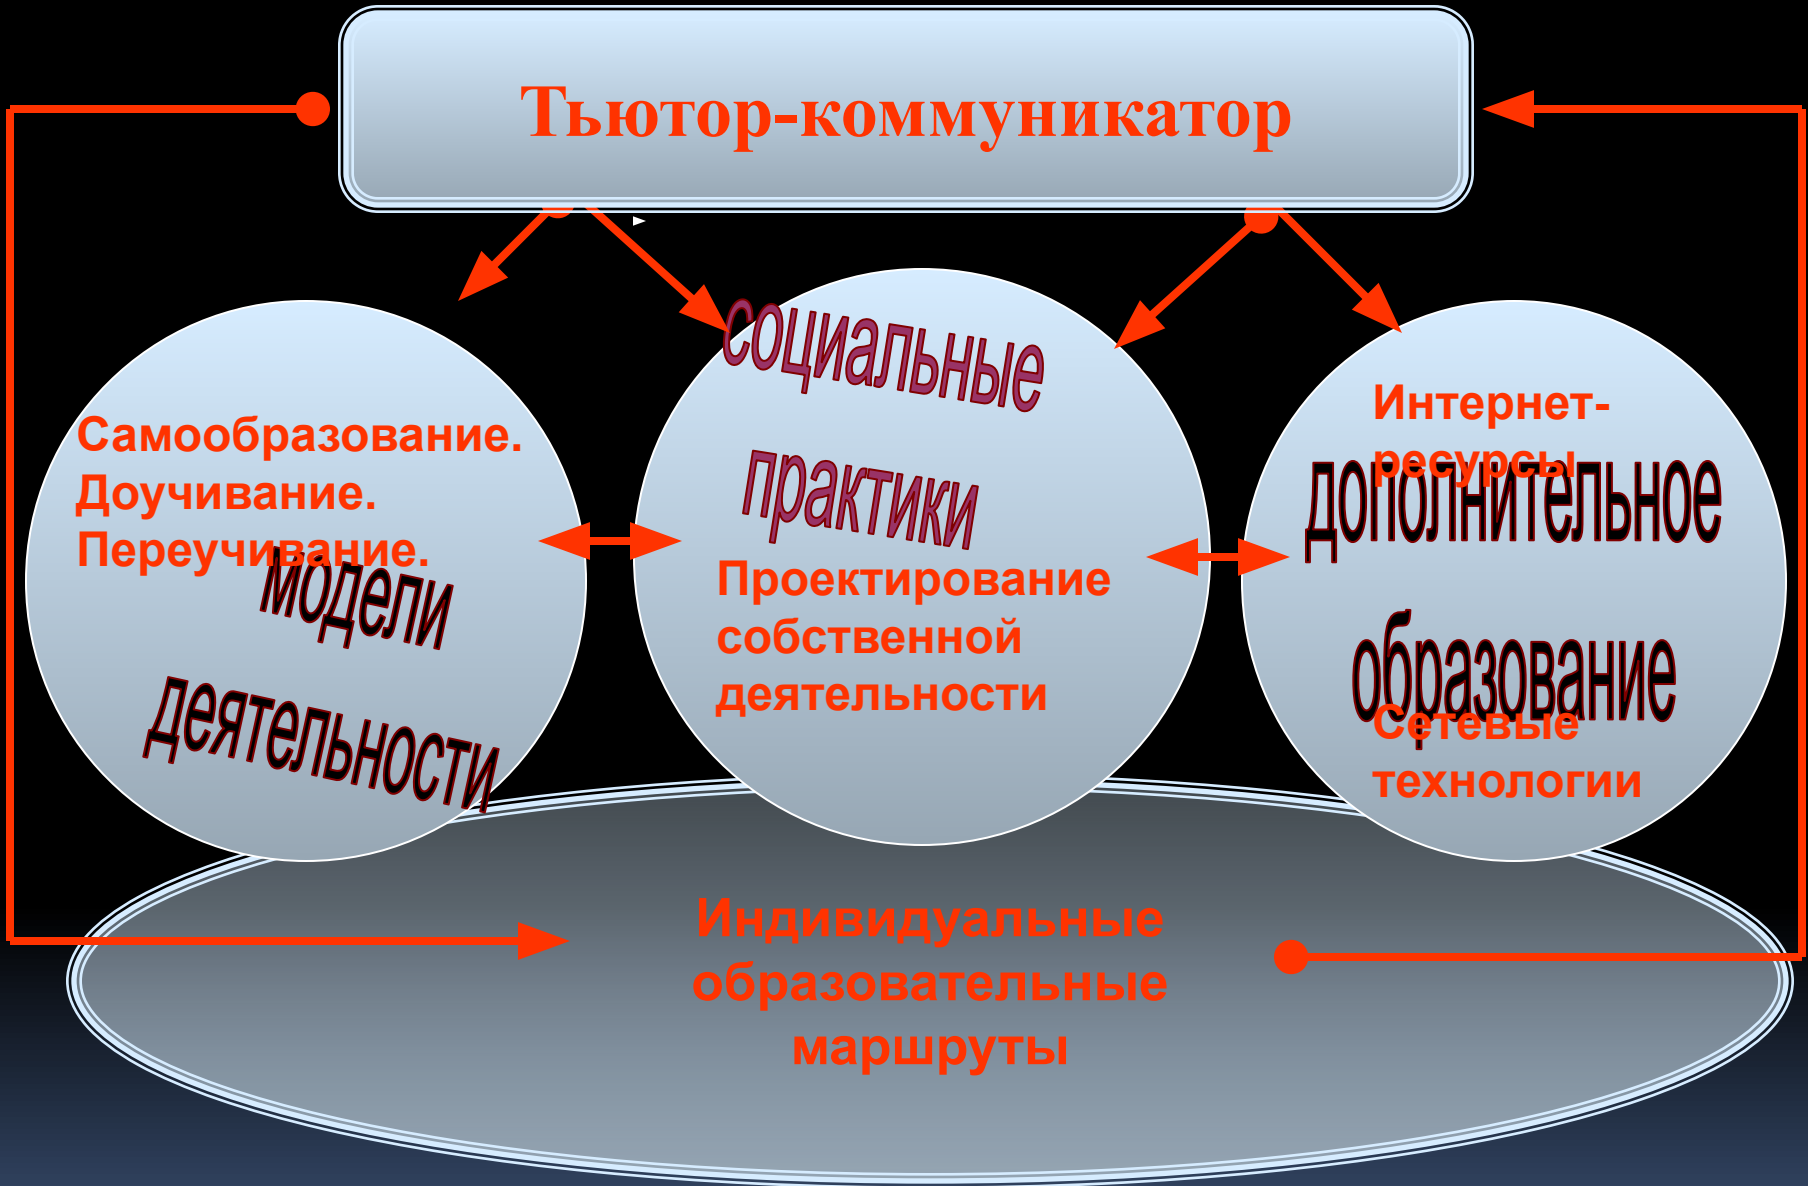 Тьютор-коммуникатор
Самообразование.
Доучивание.
Переучивание.
модели
деятельности
социальные
практики
Проектирование
собственной
деятельности
Интернет-
ресурсы
дополнительное
образование
Сетевые
технологии
Индивидуальные
образовательные
маршруты